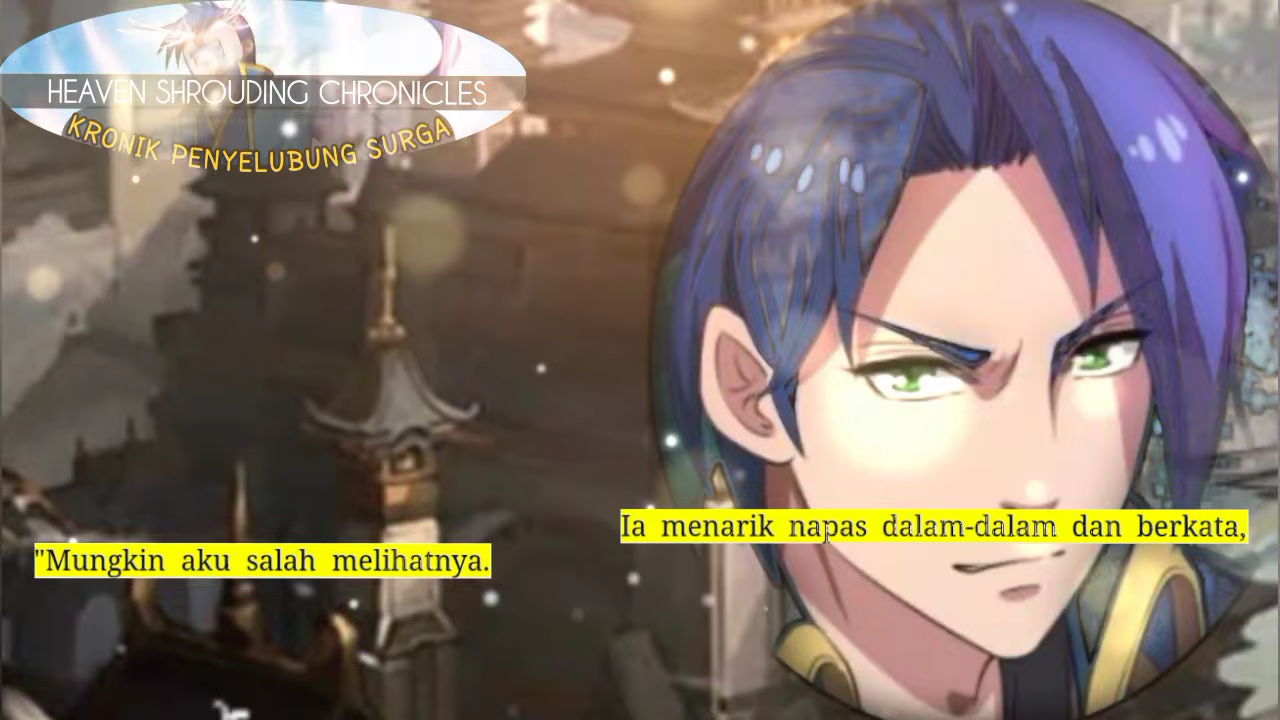 HEAVEN SHROUDING CHRONICLES
KRONIK PENYELUBUNG SURGA
Ia menarik napas dalam-dalam dan berkata,
"Mungkin aku salah melihatnya.